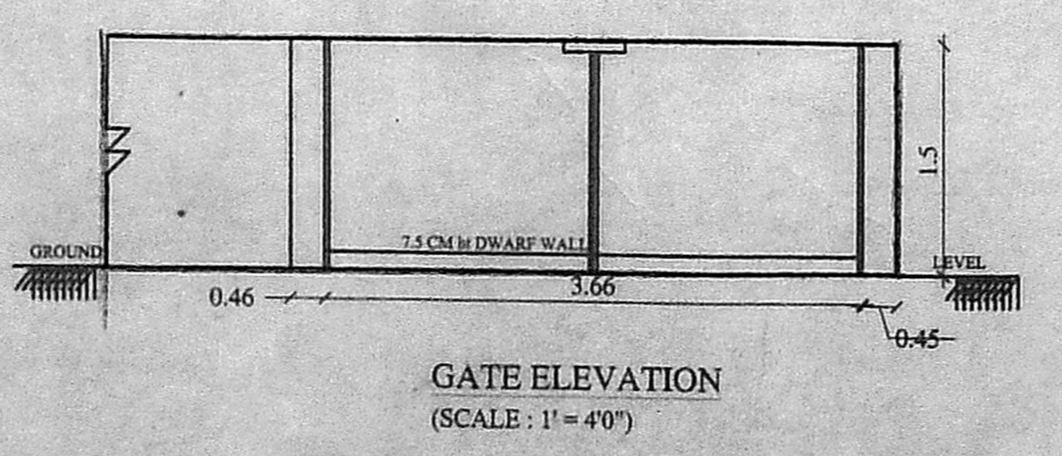 7.5 CM ht DWARF WALL
GROUND
LEVEL
1.5
0.46
3.66
0.45
GATE ELEVATION
(SCALE : 1' = 4'0")